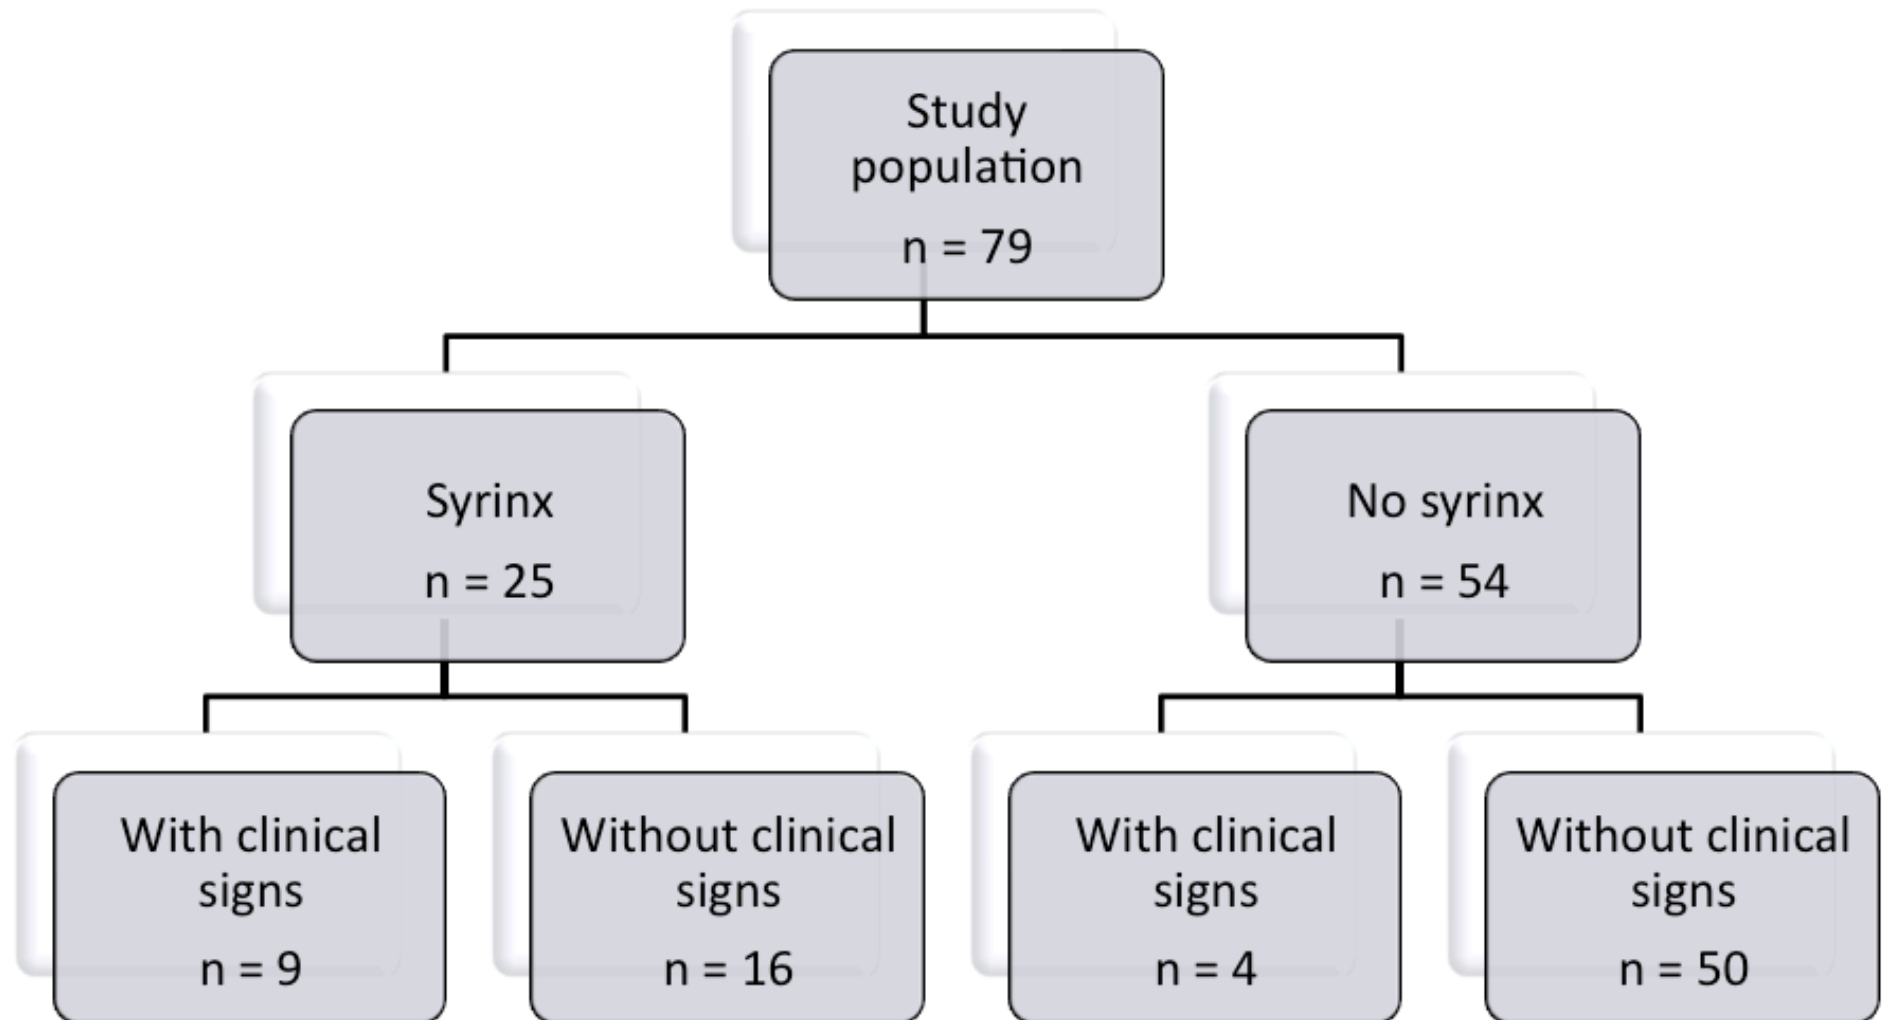 Study
population
n = 79
Syrinx
n = 25
No syrinx
n = 54
With clinical
signs
n = 9
Without clinical
signs
n = 16
With clinical
signs
n = 4
Without clinical
signs
n = 50